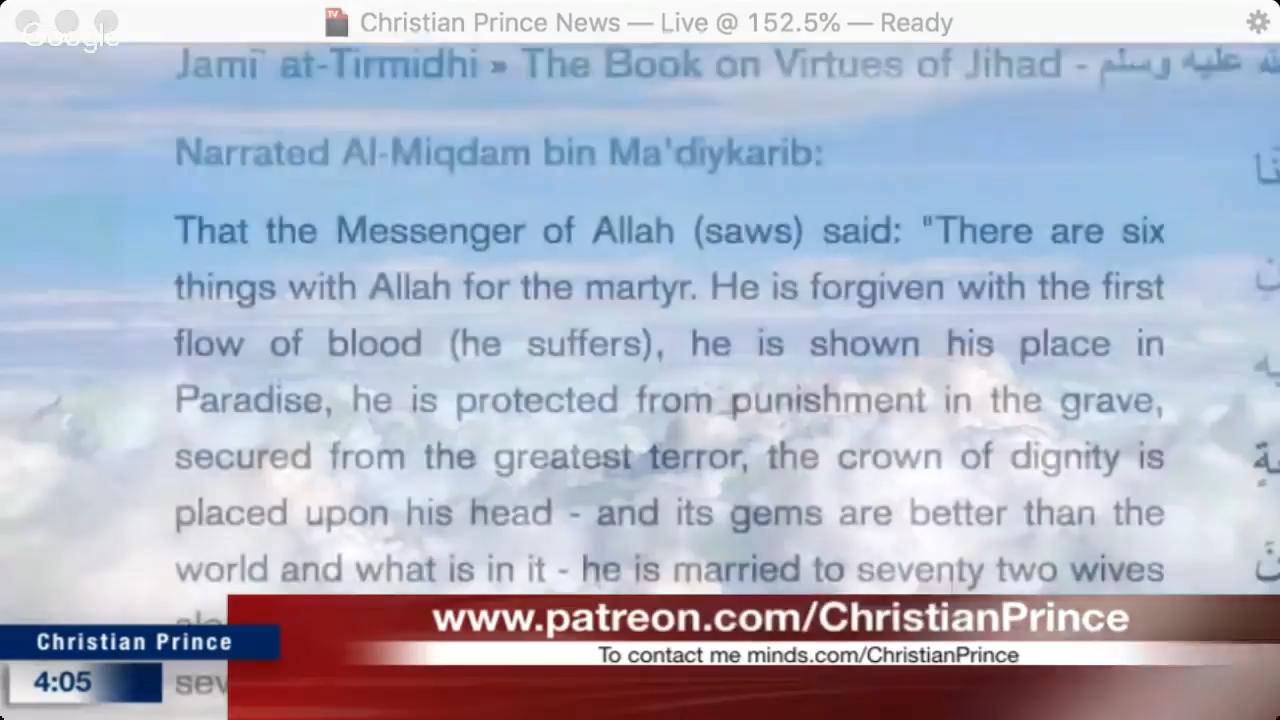 Christian Prince News — Live @ 152.5% — Ready
Google
Jami` at-Tirmidhi » The Book on Virtues of Jihad - الله عليه وسلم
Narrated Al-Miqdam bin Ma'diykarib:
That the Messenger of Allah (saws) said: "There are six
things with Allah for the martyr. He is forgiven with the first
flow of blood (he suffers), he is shown his place in
Paradise, he is protected from punishment in the grave,
secured from the greatest terror, the crown of dignity is
placed upon his head - and its gems are better than the
world and what is in it - he is married to seventy two wives
www.patreon.com/ChristianPrince
To contact me minds.com/ChristianPrince
Christian Prince
4:05
sev